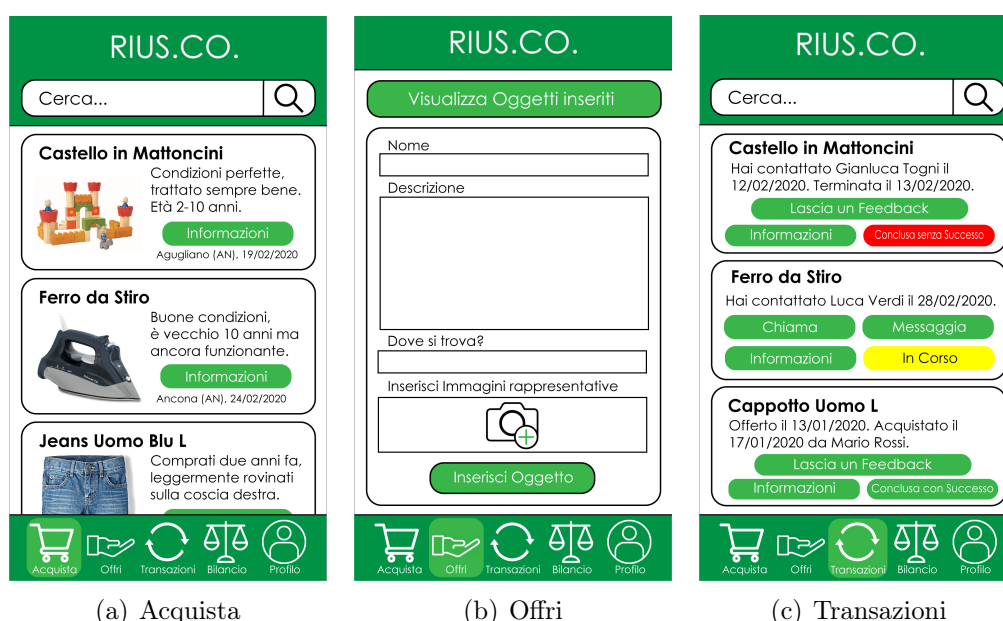 RIUS.CO.
Cerca...
Castello in Mattoncini
Condizioni perfette,
trattato sempre bene.
Età 2-10 anni.
Informazioni
Agugliano (AN), 19/02/2020
Ferro da Stiro
Buone condizioni,
è vecchio 10 anni ma
ancora funzionante.
Informazioni
Ancona (AN), 24/02/2020
Jeans Uomo Blu L
Comprati due anni fa,
leggermente rovinati
sulla coscia destra.
Acquista Offri Transazioni Bilancio Profilo
(a) Acquista
RIUS.CO.
Visualizza Oggetti inseriti
Nome
Descrizione
Dove si trova?
Inserisci Immagini rappresentative
Inserisci Oggetto
Acquista Offri Transazioni Bilancio Profilo
(b) Offri
RIUS.CO.
Cerca...
Castello in Mattoncini
Hai contattato Gianluca Togni il
12/02/2020. Terminata il 13/02/2020.
Lascia un Feedback
Informazioni Conclusa senza Successo
Ferro da Stiro
Hai contattato Luca Verdi il 28/02/2020.
Chiama Messaggia
Informazioni In Corso
Cappotto Uomo L
Offerto il 13/01/2020. Acquistato il
17/01/2020 da Mario Rossi.
Lascia un Feedback
Informazioni Conclusa con Successo
Acquista Offri Transazioni Bilancio Profilo
(c) Transazioni